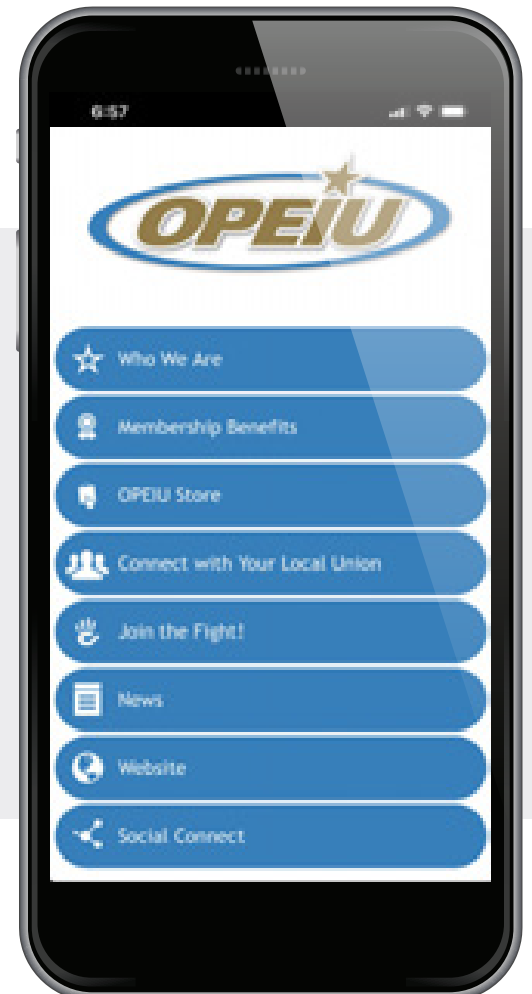 6:57
OPEIU
Who We Are
Membership Benefits
OPEIU Store
Connect with Your Local Union
Join the Fight!
News
Website
Social Connect